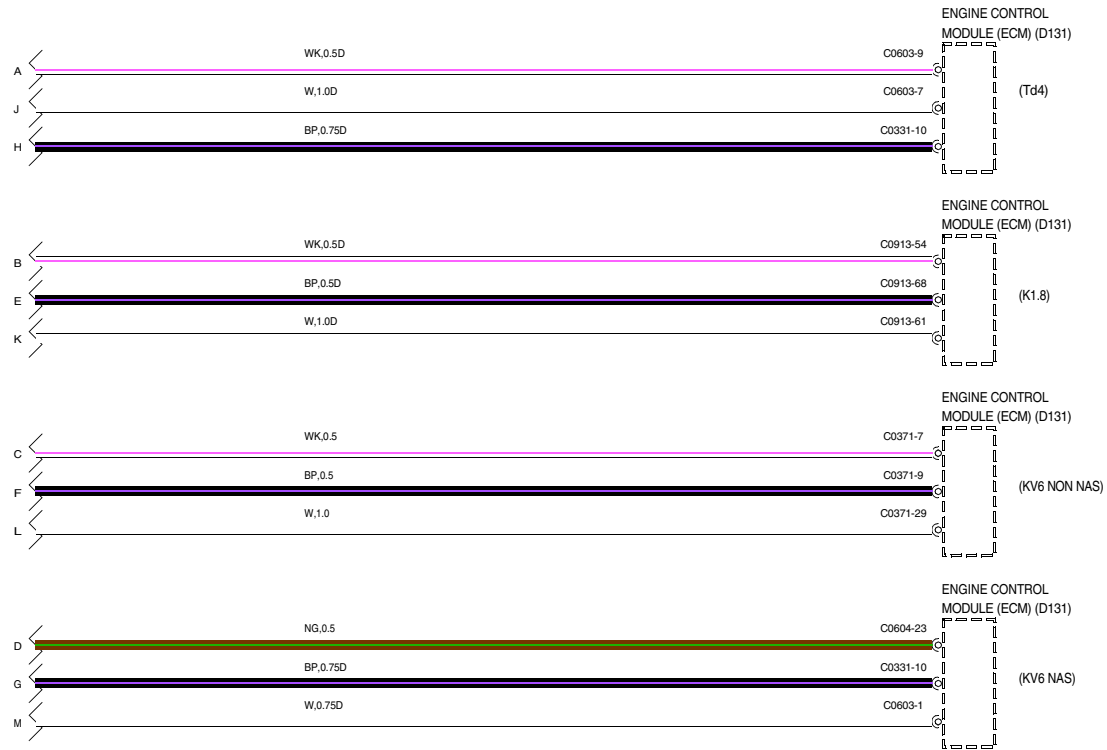 ENGINE CONTROL
MODULE (ECM) (D131)
A WK,0.5D C0603-9
(Td4)
J W,1.0D C0603-7
H BP,0.75D C0331-10
ENGINE CONTROL
MODULE (ECM) (D131)
B WK,0.5D C0913-54
E BP,0.5D C0913-68
(K1.8)
K W,1.0D C0913-61
ENGINE CONTROL
MODULE (ECM) (D131)
C WK,0.5 C0371-7
F BP,0.5 C0371-9
(KV6 NON NAS)
L W,1.0 C0371-29
ENGINE CONTROL
MODULE (ECM) (D131)
D NG,0.5 C0604-23
G BP,0.75D C0331-10
(KV6 NAS)
M W,0.75D C0603-1